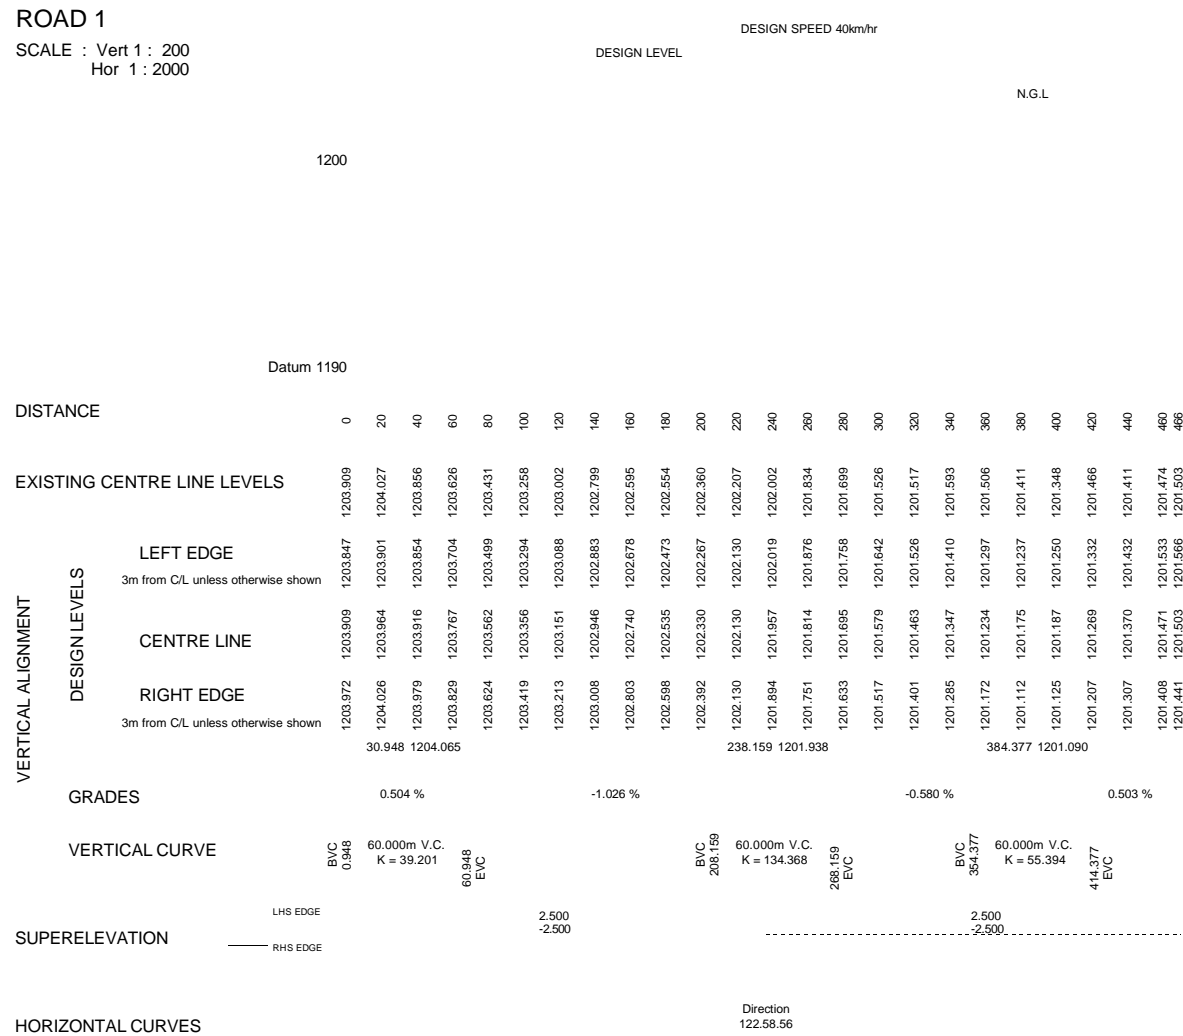 ROAD 1
SCALE : Vert 1 : 200
Hor 1 : 2000
DESIGN SPEED 40km/hr
DESIGN LEVEL
N.G.L
1200
Datum 1190
DISTANCE 0 20 40 60 80 100 120 140 160 180 200 220 240 260 280 300 320 340 360 380 400 420 440 460 466
EXISTING CENTRE LINE LEVELS 1203.909 1204.027 1203.856 1203.626 1203.431 1203.258 1203.002 1202.799 1202.595 1202.554 1202.360 1202.207 1202.002 1201.834 1201.699 1201.526 1201.517 1201.593 1201.506 1201.411 1201.348 1201.466 1201.411 1201.474 1201.503
VERTICAL ALIGNMENT
DESIGN LEVELS
LEFT EDGE 1203.847 1203.901 1203.854 1203.704 1203.499 1203.294 1203.088 1202.883 1202.678 1202.473 1202.267 1202.130 1202.019 1201.876 1201.758 1201.642 1201.526 1201.410 1201.297 1201.237 1201.250 1201.332 1201.432 1201.533 1201.566
3m from C/L unless otherwise shown
CENTRE LINE 1203.909 1203.964 1203.916 1203.767 1203.562 1203.356 1203.151 1202.946 1202.740 1202.535 1202.330 1202.130 1201.957 1201.814 1201.695 1201.579 1201.463 1201.347 1201.234 1201.175 1201.187 1201.269 1201.370 1201.471 1201.503
RIGHT EDGE 1203.972 1204.026 1203.979 1203.829 1203.624 1203.419 1203.213 1203.008 1202.803 1202.598 1202.392 1202.130 1201.894 1201.751 1201.633 1201.517 1201.401 1201.285 1201.172 1201.112 1201.125 1201.207 1201.307 1201.408 1201.441
3m from C/L unless otherwise shown
30.948 1204.065 238.159 1201.938 384.377 1201.090
GRADES 0.504 % -1.026 % -0.580 % 0.503 %
VERTICAL CURVE
BVC
0.948
60.000m V.C.
K = 39.201
60.948
EVC
BVC
208.159
60.000m V.C.
K = 134.368
268.159
EVC
BVC
354.377
60.000m V.C.
K = 55.394
414.377
EVC
SUPERELEVATION
LHS EDGE
RHS EDGE
2.500
-2.500
2.500
-2.500
HORIZONTAL CURVES
Direction
122.58.56